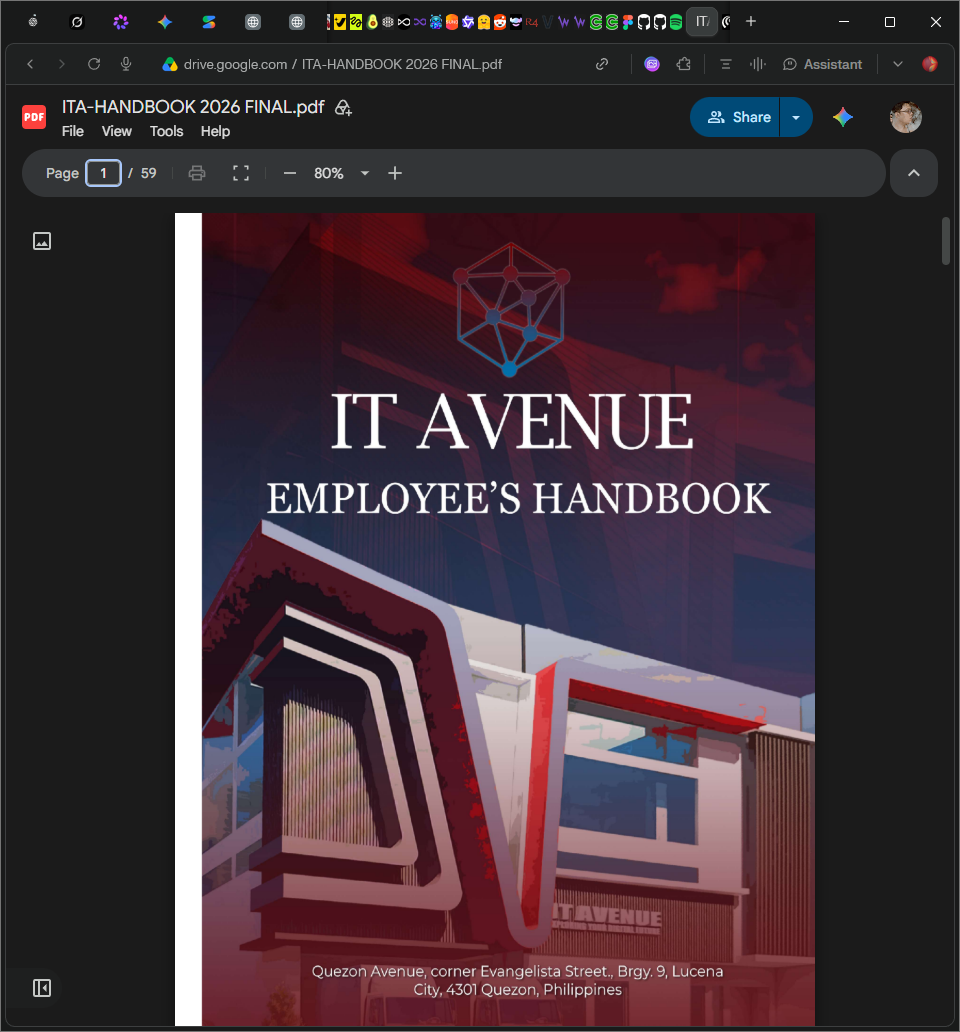 ITA
drive.google.com / ITA-HANDBOOK 2026 FINAL.pdf
Assistant
PDF
ITA-HANDBOOK 2026 FINAL.pdf
File View Tools Help
Share
Page 1 / 59
80%
IT AVENUE
EMPLOYEE'S HANDBOOK
IT AVENUE
Quezon Avenue, corner Evangelista Street., Brgy. 9, Lucena
City, 4301 Quezon, Philippines